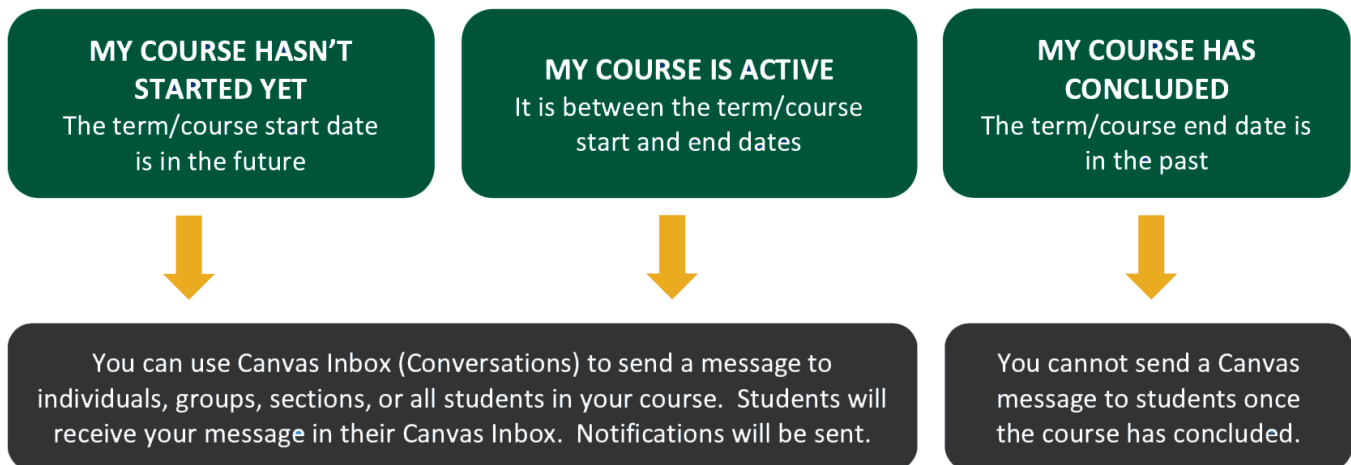 MY COURSE HASN’T
STARTED YET
The term/course start date
is in the future
MY COURSE IS ACTIVE
It is between the term/course
start and end dates
MY COURSE HAS
CONCLUDED
The term/course end date is
in the past
You can use Canvas Inbox (Conversations) to send a message to
individuals, groups, sections, or all students in your course.  Students will
receive your message in their Canvas Inbox.  Notifications will be sent.
You cannot send a Canvas
message to students once
the course has concluded.